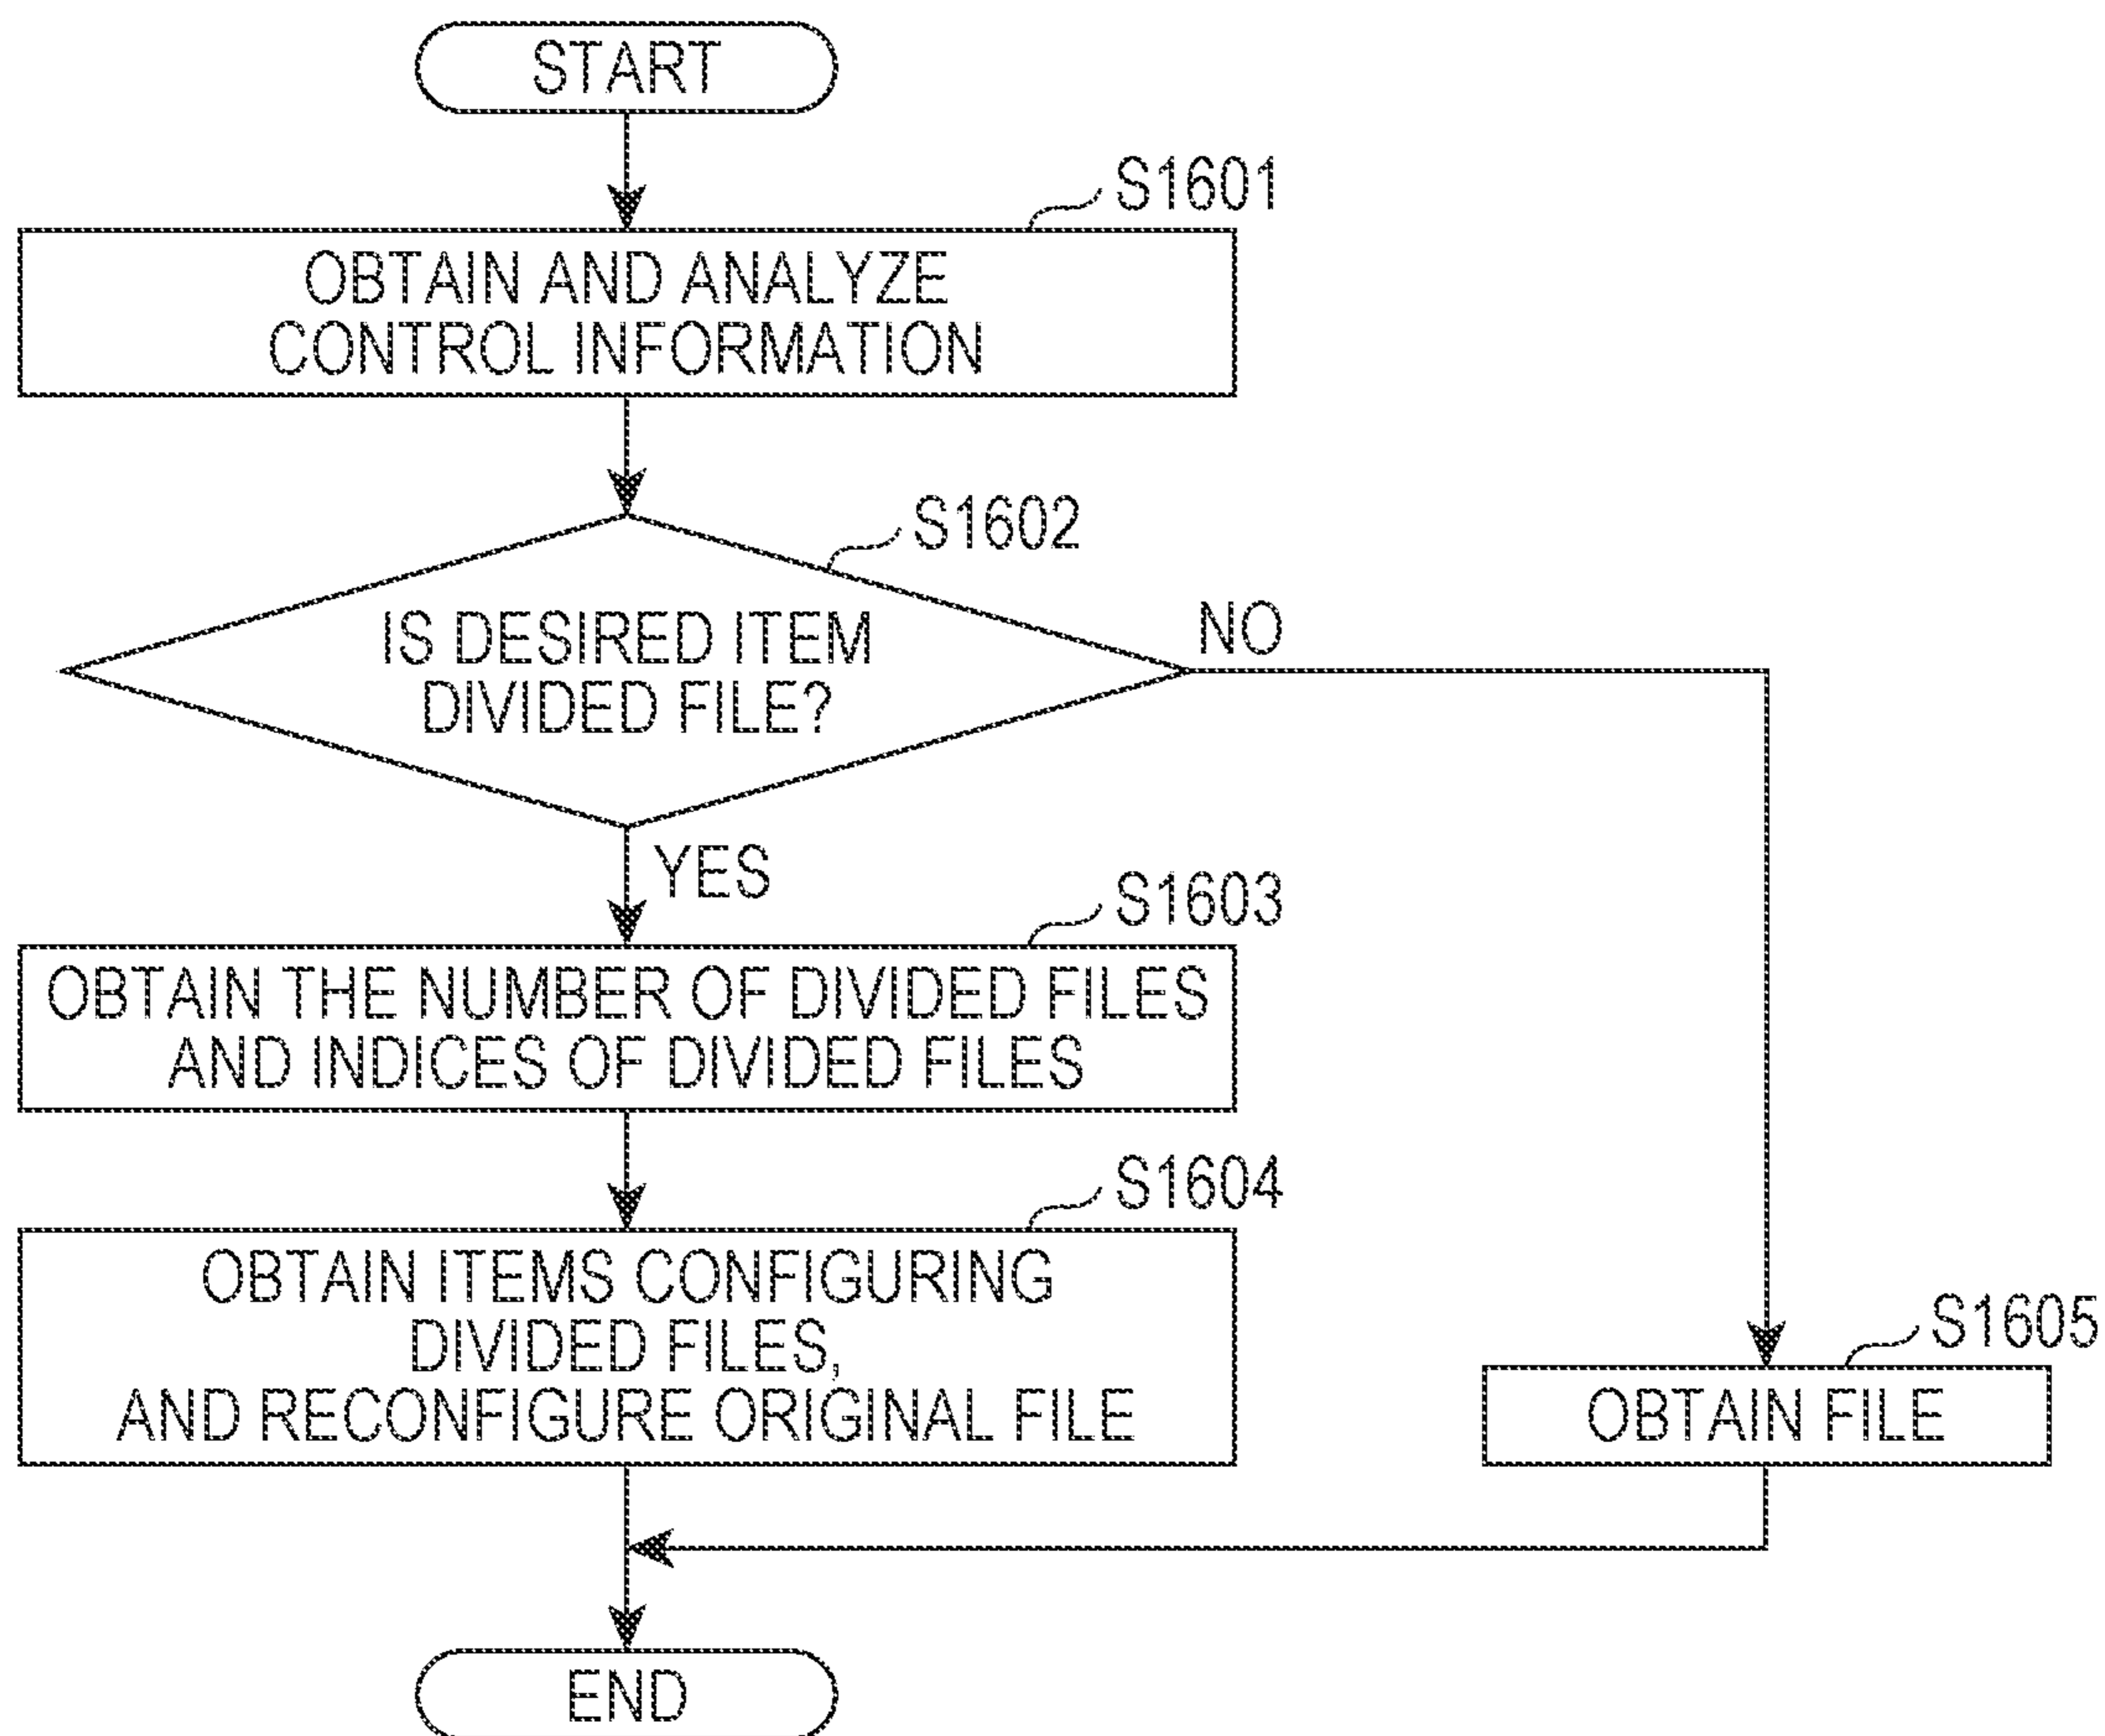 START
S1601
OBTAIN AND ANALYZE
CONTROL INFORMATION
S1602
IS DESIRED ITEM
DIVIDED FILE?
NO
YES
S1603
OBTAIN THE NUMBER OF DIVIDED FILES
AND INDICES OF DIVIDED FILES
S1604
OBTAIN ITEMS CONFIGURING
DIVIDED FILES,
AND RECONFIGURE ORIGINAL FILE
S1605
OBTAIN FILE
END